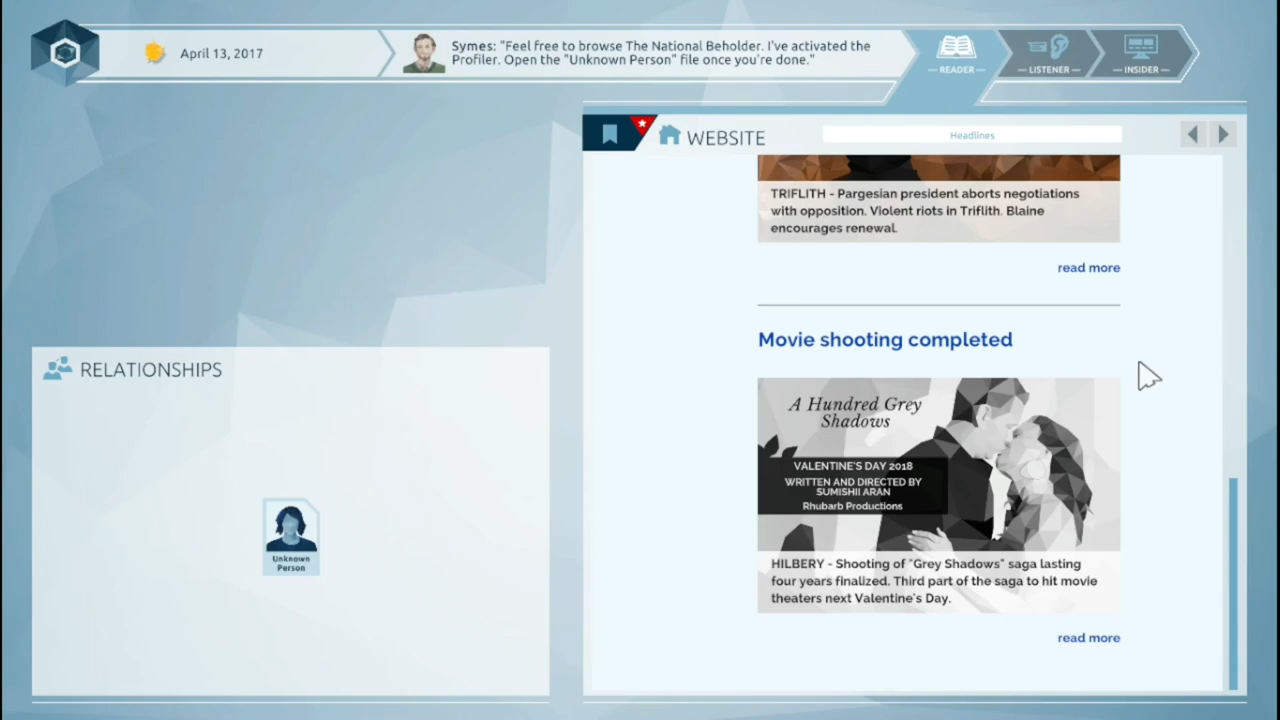 April 13, 2017
Symes: "Feel free to browse The National Beholder. I've activated the
Profiler. Open the "Unknown Person" file once you're done."
— READER —
— LISTENER —
— INSIDER —
WEBSITE
Headlines
TRIFLITH - Pargesian president aborts negotiations
with opposition. Violent riots in Triflith. Blaine
encourages renewal.
read more
Movie shooting completed
A Hundred Grey
Shadows
VALENTINE'S DAY 2018
WRITTEN AND DIRECTED BY
SUMISHII ARAN
Rhubarb Productions
HILBERY - Shooting of "Grey Shadows" saga lasting
four years finalized. Third part of the saga to hit movie
theaters next Valentine's Day.
read more
RELATIONSHIPS
Unknown
Person